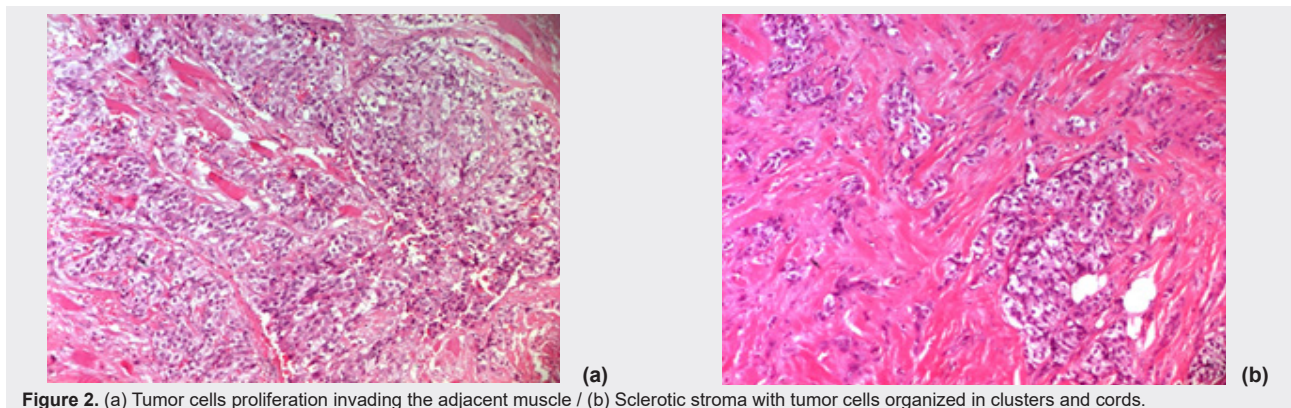 (a)
(b)
Figure 2. (a) Tumor cells proliferation invading the adjacent muscle / (b) Sclerotic stroma with tumor cells organized in clusters and cords.